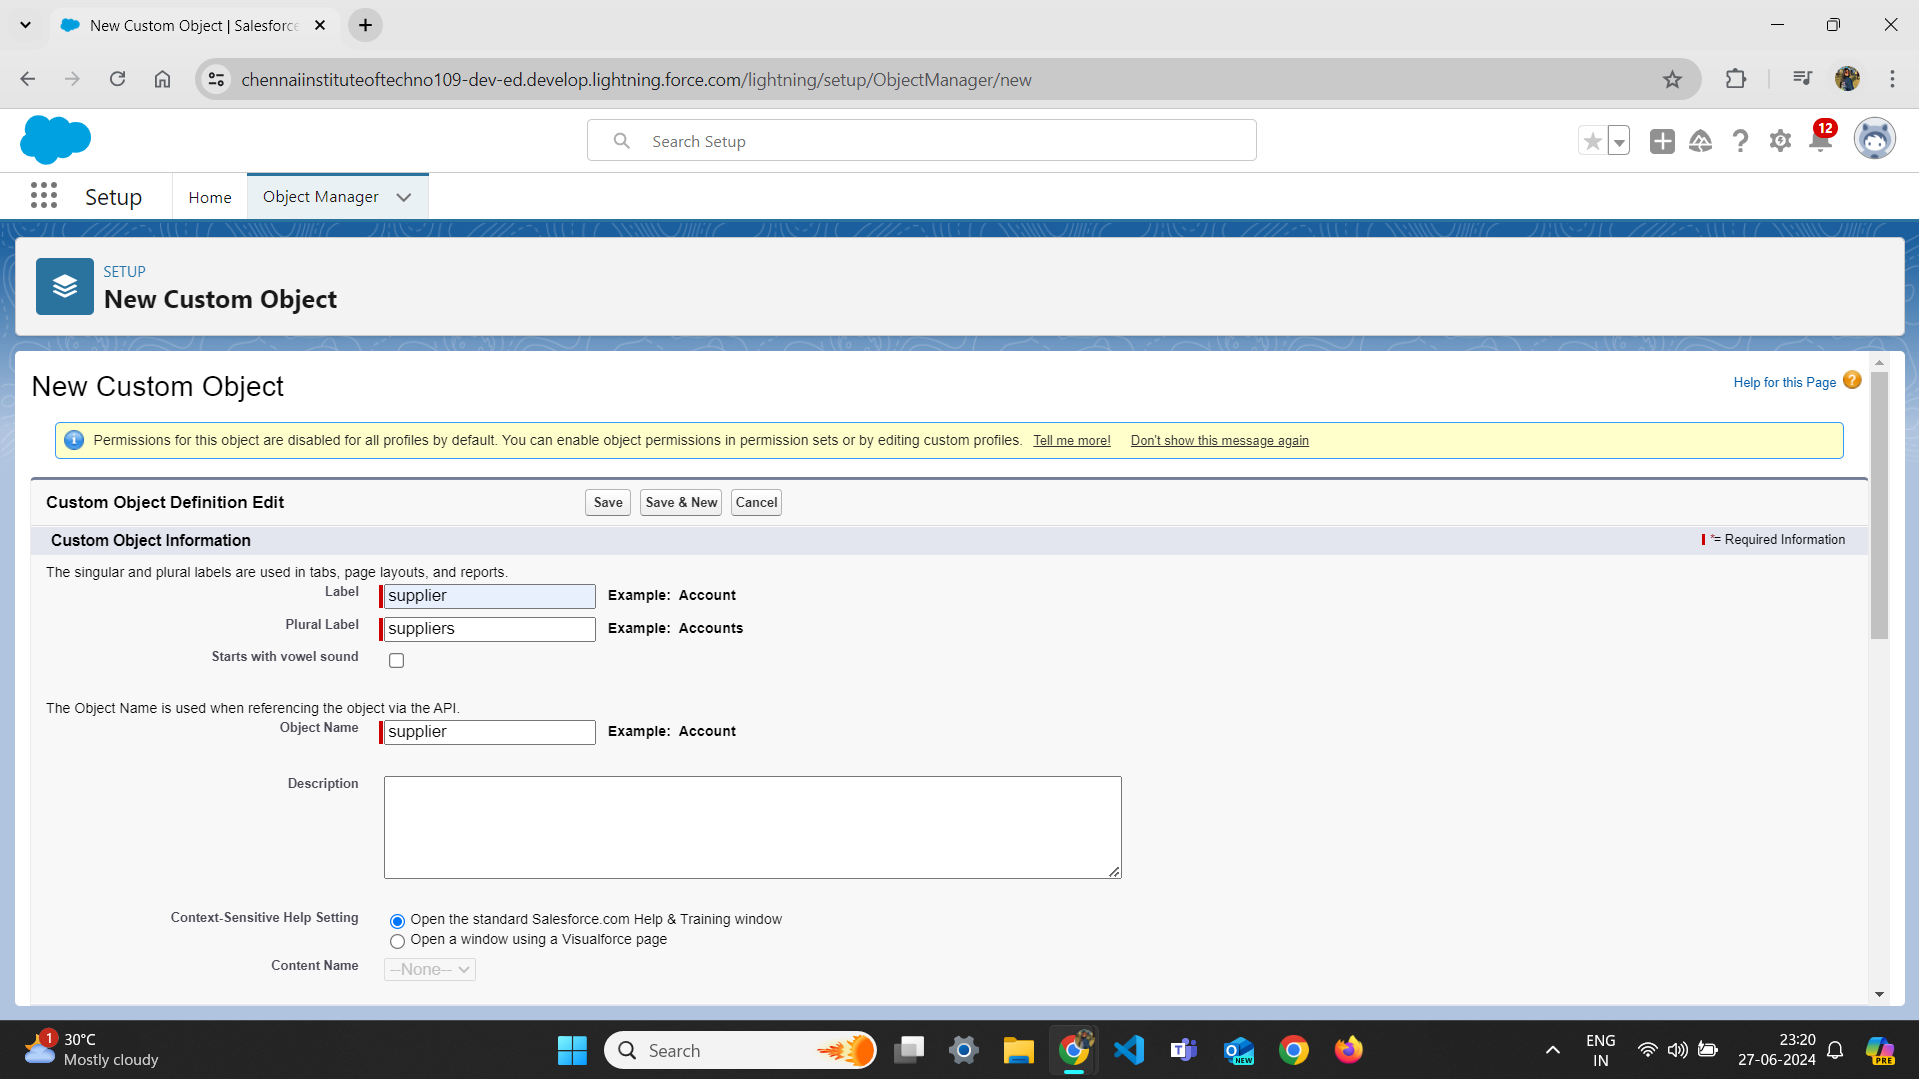 New Custom Object | Salesforce
chennaiinstituteoftechno109-dev-ed.develop.lightning.force.com/lightning/setup/ObjectManager/new
Search Setup
12
Setup
Home
Object Manager
SETUP
New Custom Object
New Custom Object
Help for this Page ?
Permissions for this object are disabled for all profiles by default. You can enable object permissions in permission sets or by editing custom profiles. Tell me more! Don't show this message again
Custom Object Definition Edit
Save
Save & New
Cancel
Custom Object Information
*= Required Information
The singular and plural labels are used in tabs, page layouts, and reports.
Label supplier Example: Account
Plural Label suppliers Example: Accounts
Starts with vowel sound
The Object Name is used when referencing the object via the API.
Object Name supplier Example: Account
Description
Context-Sensitive Help Setting
Open the standard Salesforce.com Help & Training window
Open a window using a Visualforce page
Content Name --None--
1
30°C
Mostly cloudy
Search
NEW
ENG
IN
23:20
27-06-2024
PRE